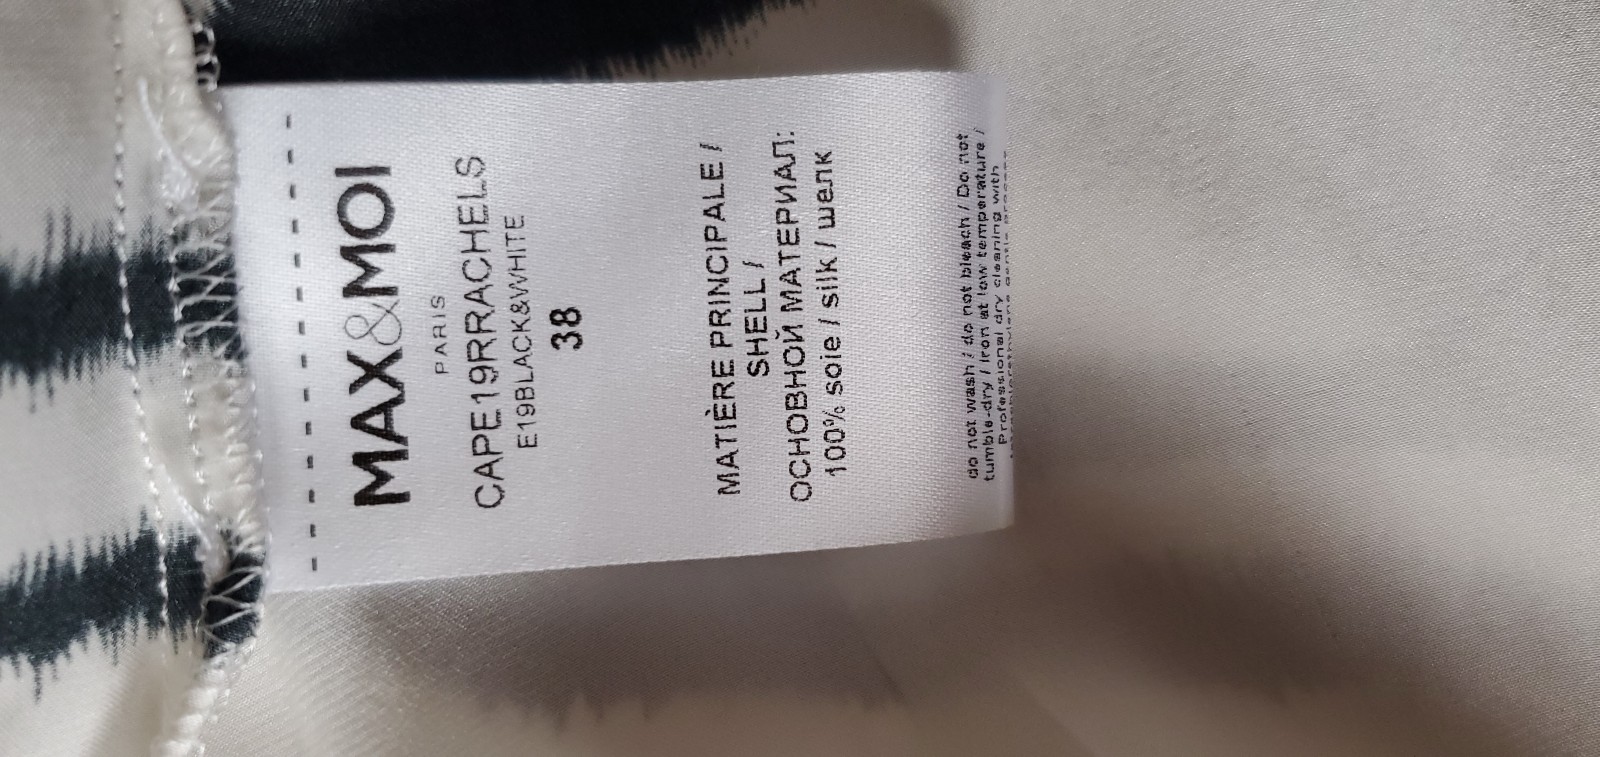 MAX&MOI
PARIS
CAPE19RRACHELS
E19BLACK&WHITE
38
MATIÈRE PRINCIPALE /
SHELL /
ОСНОВНОЙ МАТЕРИАЛ:
100% soie / silk / шелк
do not wash / do not bleach / Do not
tumble-dry / Iron at low temperature /
Professional dry cleaning with